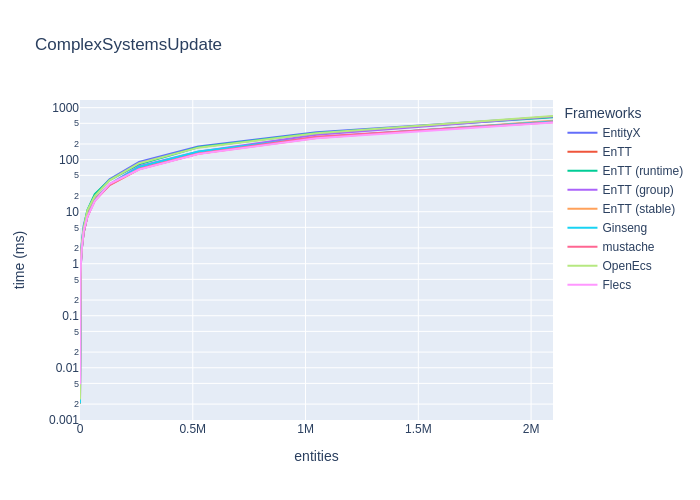 ComplexSystemsUpdate
1000
5
2
100
5
2
10
5
2
1
5
2
0.1
5
2
0.01
5
2
0.001
time (ms)
0 0.5M 1M 1.5M 2M
entities
Frameworks
EntityX
EnTT
EnTT (runtime)
EnTT (group)
EnTT (stable)
Ginseng
mustache
OpenEcs
Flecs